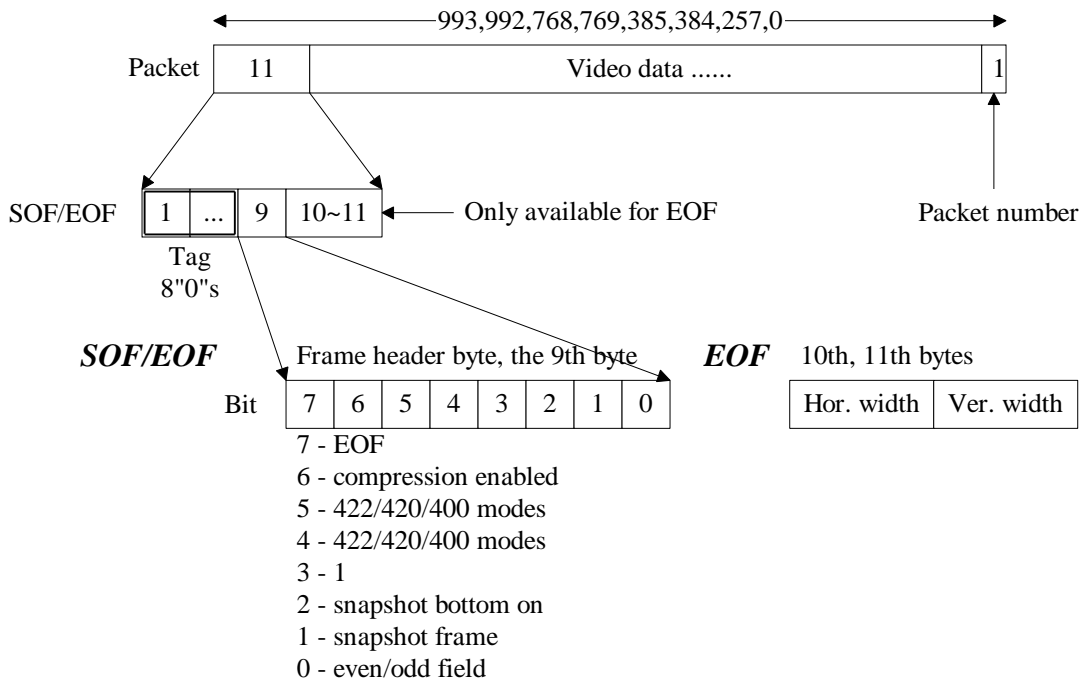 993,992,768,769,385,384,257,0
Packet 11 Video data ...... 1
SOF/EOF 1 ... 9 10~11 Only available for EOF Packet number
Tag
8"0"s
SOF/EOF Frame header byte, the 9th byte EOF 10th, 11th bytes
Bit 7 6 5 4 3 2 1 0 Hor. width Ver. width
7 - EOF
6 - compression enabled
5 - 422/420/400 modes
4 - 422/420/400 modes
3 - 1
2 - snapshot bottom on
1 - snapshot frame
0 - even/odd field